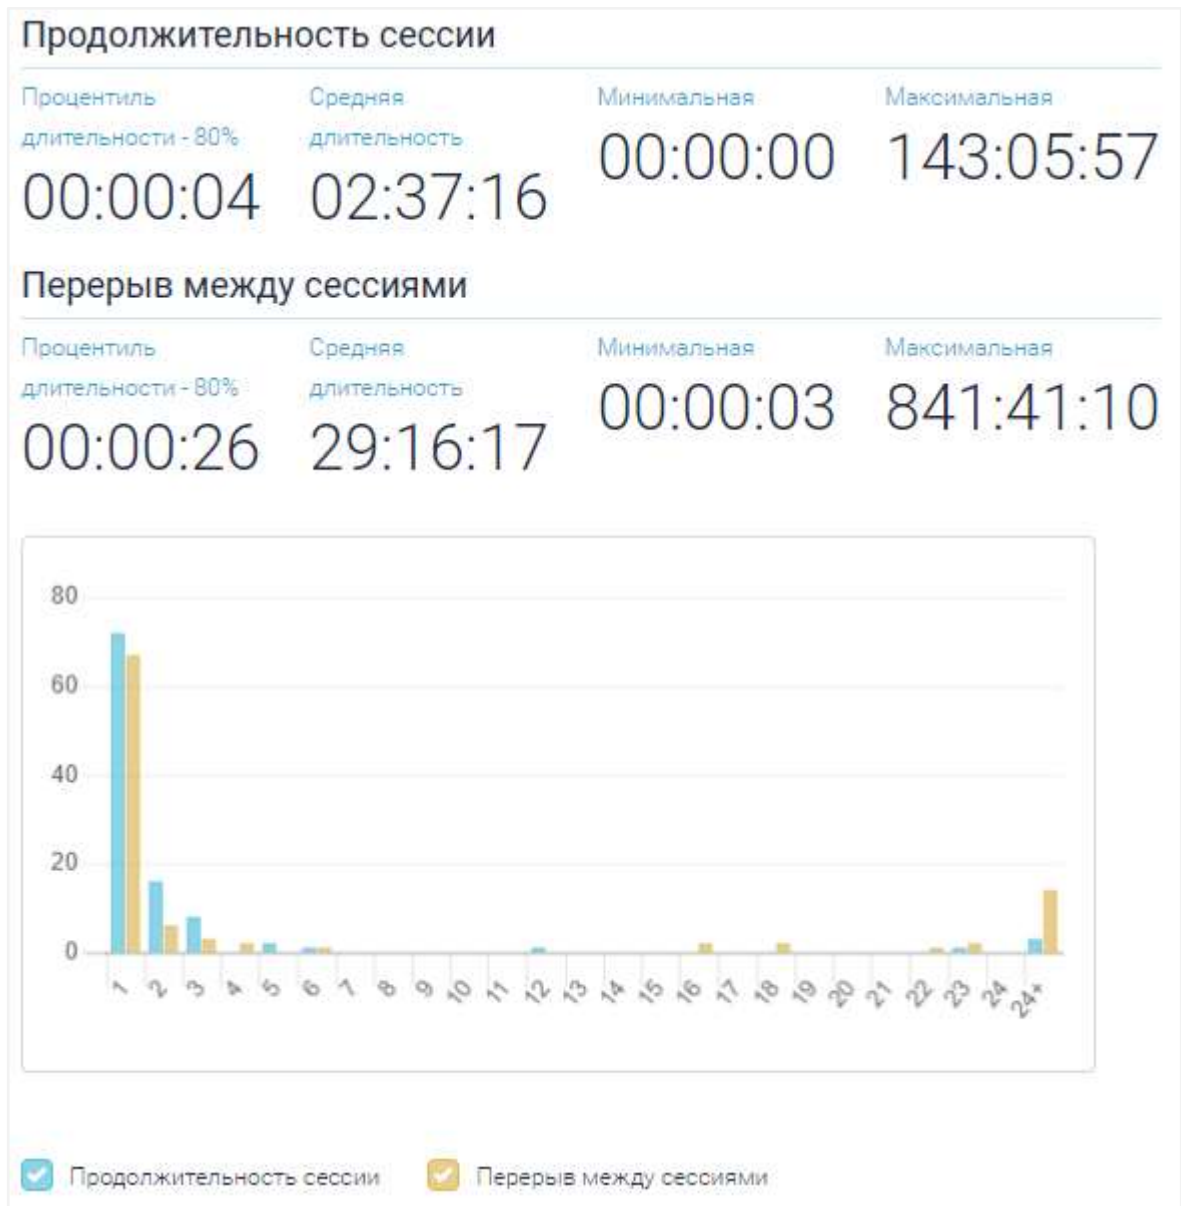 Продолжительность сессии
Процентиль длительности - 80%
Средняя длительность
Минимальная
Максимальная
00:00:04
02:37:16
00:00:00
143:05:57
Перерыв между сессиями
Процентиль длительности - 80%
Средняя длительность
Минимальная
Максимальная
00:00:26
29:16:17
00:00:03
841:41:10
80
60
40
20
0
1 2 3 4 5 6 7 8 9 10 11 12 13 14 15 16 17 18 19 20 21 22 23 24 24+
Продолжительность сессии
Перерыв между сессиями